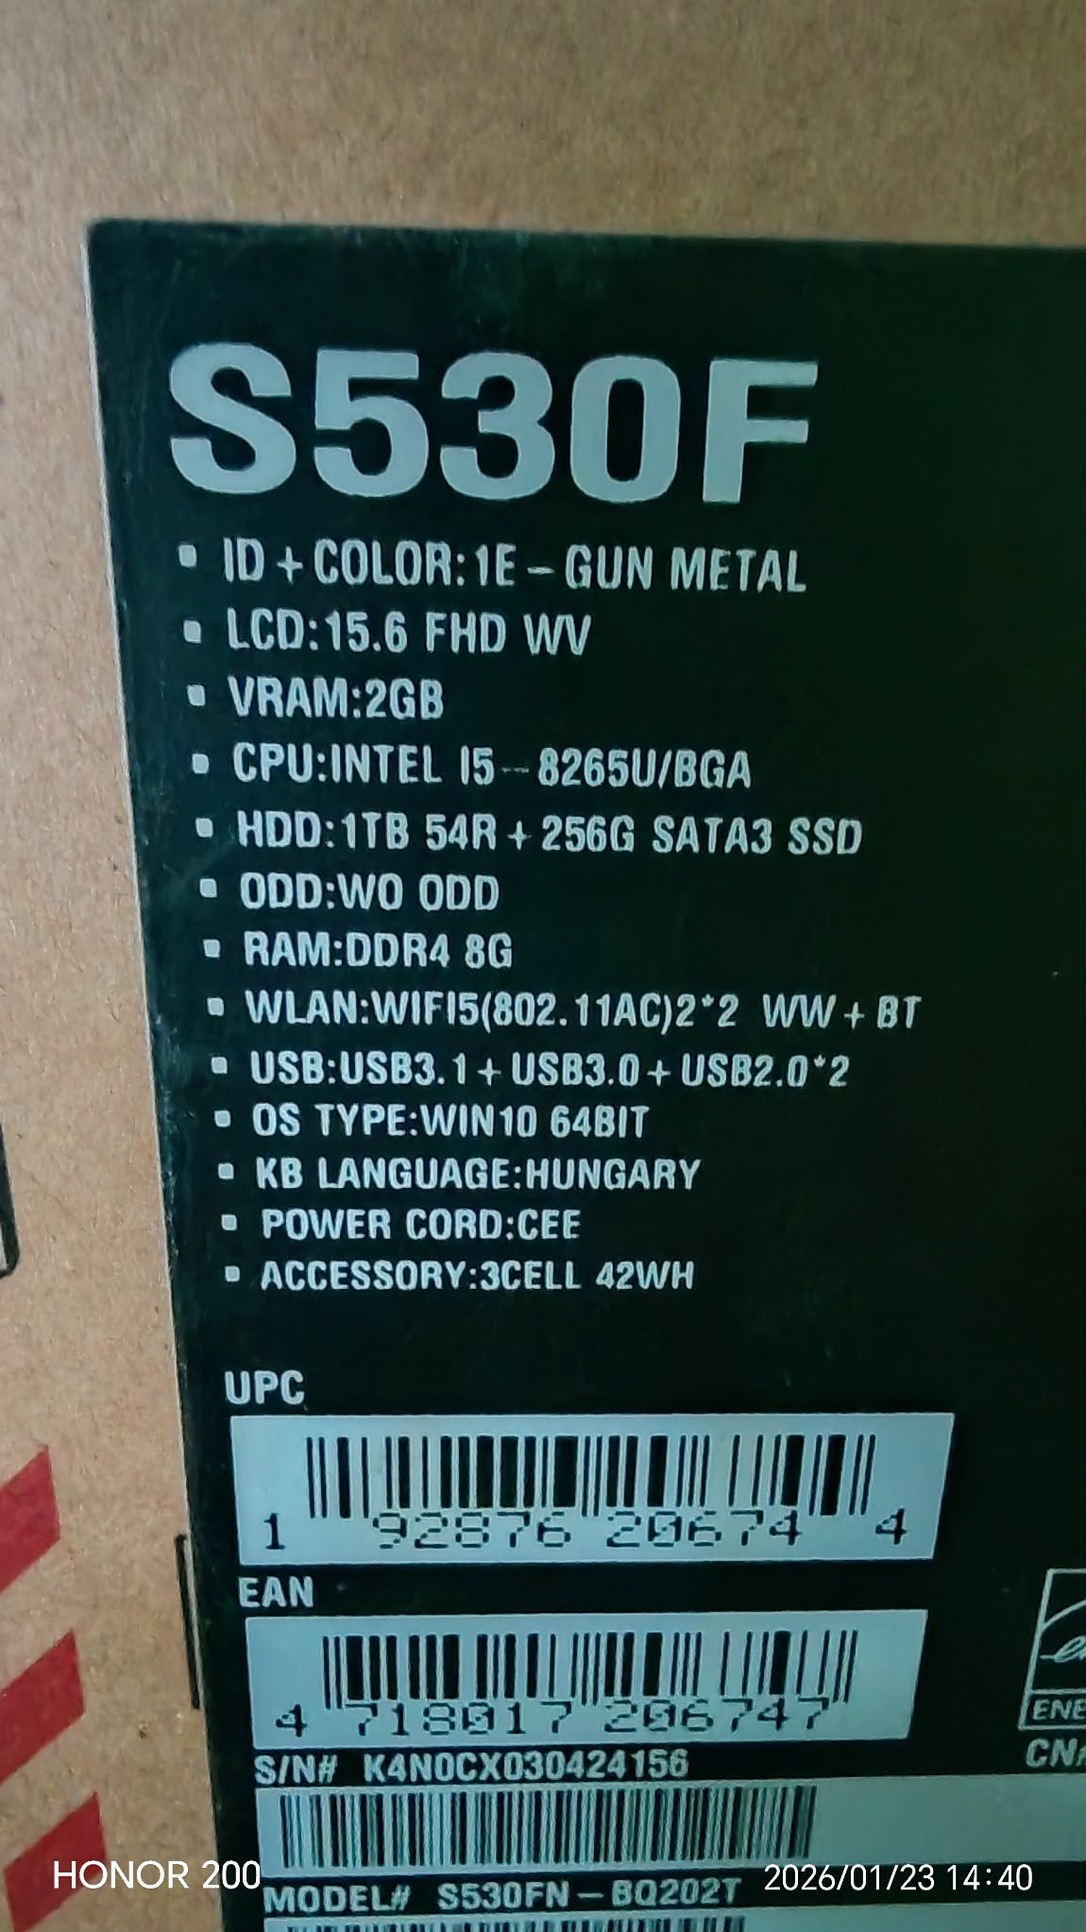 S530F
▪ ID + COLOR:1E – GUN METAL
▪ LCD:15.6 FHD WV
▪ VRAM:2GB
▪ CPU:INTEL I5-- 8265U/BGA
▪ HDD:1TB 54R + 256G SATA3 SSD
▪ ODD:WO ODD
▪ RAM:DDR4 8G
▪ WLAN:WIFI5(802.11AC)2*2 WW + BT
▪ USB:USB3.1 + USB3.0 + USB2.0*2
▪ OS TYPE:WIN10 64BIT
▪ KB LANGUAGE:HUNGARY
▪ POWER CORD:CEE
▪ ACCESSORY:3CELL 42WH
UPC
1 92876 20674 4
EAN
4 718017 206747
ENE
S/N# K4N0CX030424156
MODEL# S530FN – BQ202T
HONOR 200
2026/01/23 14:40